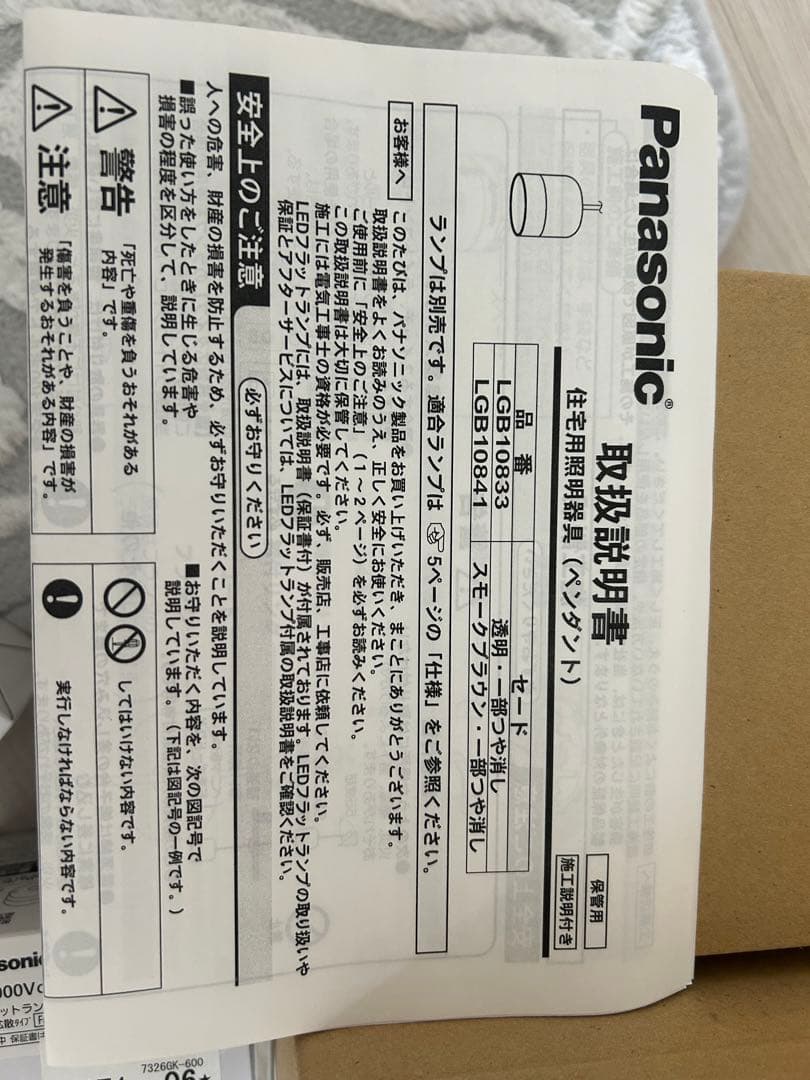 Panasonic®
取扱説明書
住宅用照明器具（ペンダント）
保管用
施工説明付き
品番 セード
LGB10833 透明・一部つや消し
LGB10841 スモークブラウン・一部つや消し
ランプは別売です。適合ランプは 5ページの「仕様」をご参照ください。
お客様へ
このたびは、パナソニック製品をお買い上げいただき、まことにありがとうございます。
取扱説明書をよくお読みのうえ、正しく安全にお使いください。
ご使用前に「安全上のご注意」（1～2ページ）を必ずお読みください。
この取扱説明書は大切に保管してください。
施工には電気工事士の資格が必要です。必ず、販売店、工事店に依頼してください。
LEDフラットランプには、取扱説明書（保証書付）が付属されております。LEDフラットランプの取り扱いや
保証とアフターサービスについては、LEDフラットランプ付属の取扱説明書をご確認ください。
安全上のご注意
必ずお守りください
人への危害、財産の損害を防止するため、必ずお守りいただくことを説明しています。
■誤った使い方をしたときに生じる危害や
損害の程度を区分して、説明しています。
警告
「死亡や重傷を負うおそれがある
内容」です。
注意
「傷害を負うことや、財産の損害が
発生するおそれがある内容」です。
■お守りいただく内容を、次の図記号で
説明しています。（下記は図記号の一例です。）
してはいけない内容です。
実行しなければならない内容です。
sonic
000V
ットラン
広散タイプ
保証書は
7326GK-600
06